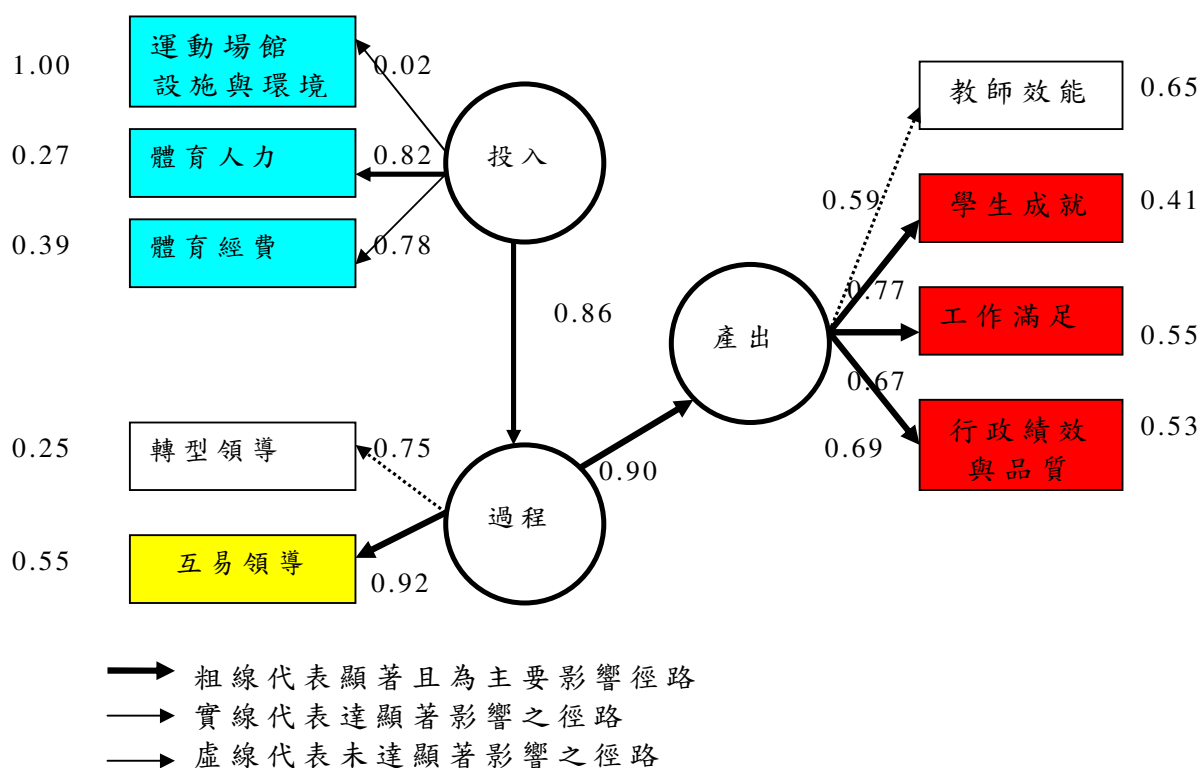 運動場館
設施與環境
1.00
0.02
體育人力
0.27
0.82
體育經費
0.39
0.78
投入
0.86
轉型領導
0.25
0.75
互易領導
0.55
0.92
過程
0.90
產出
教師效能
0.65
0.59
學生成就
0.41
0.77
工作滿足
0.55
0.67
行政績效
與品質
0.53
0.69
粗線代表顯著且為主要影響徑路
實線代表達顯著影響之徑路
虛線代表未達顯著影響之徑路